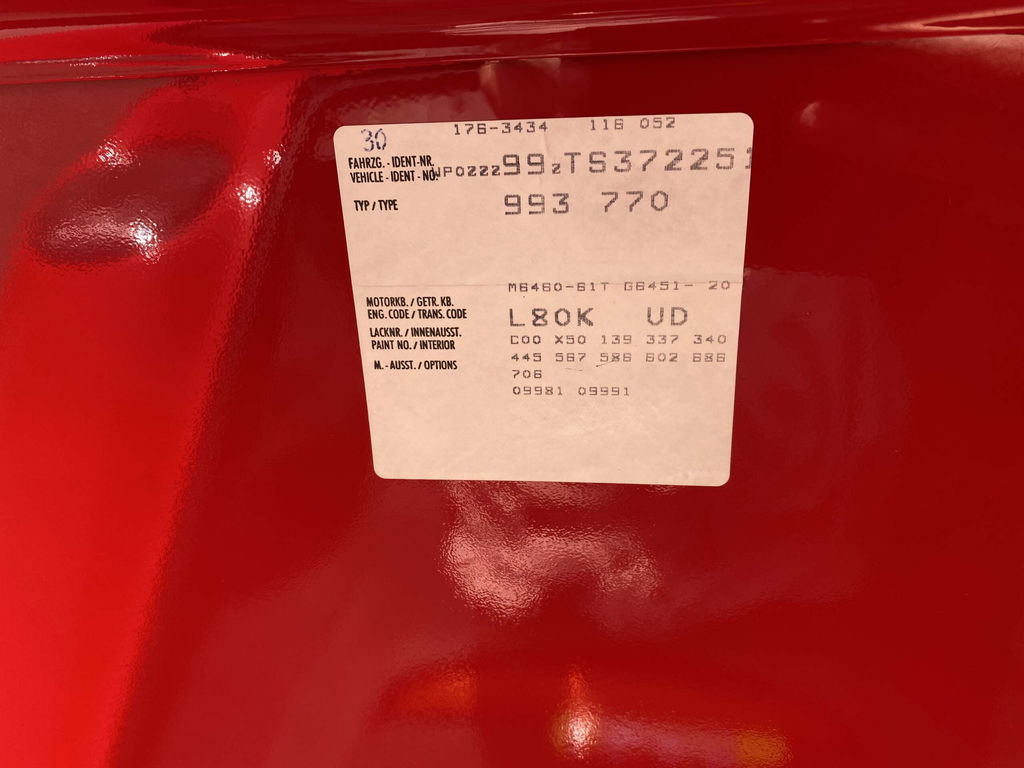 30 176-3434 116 052
FAHRZG. - IDENT-NR.
VEHICLE - IDENT - NO. WP0ZZZ99ZTS372251
TYP / TYPE 993 770
M6460-61T G6451- 20
MOTORKB. / GETR. KB.
ENG. CODE / TRANS. CODE L80K UD
LACKNR. / INNENAUSST.
PAINT NO. / INTERIOR C00 X50 139 337 340
M. - AUSST. / OPTIONS 445 567 586 602 686
706
09981 09991